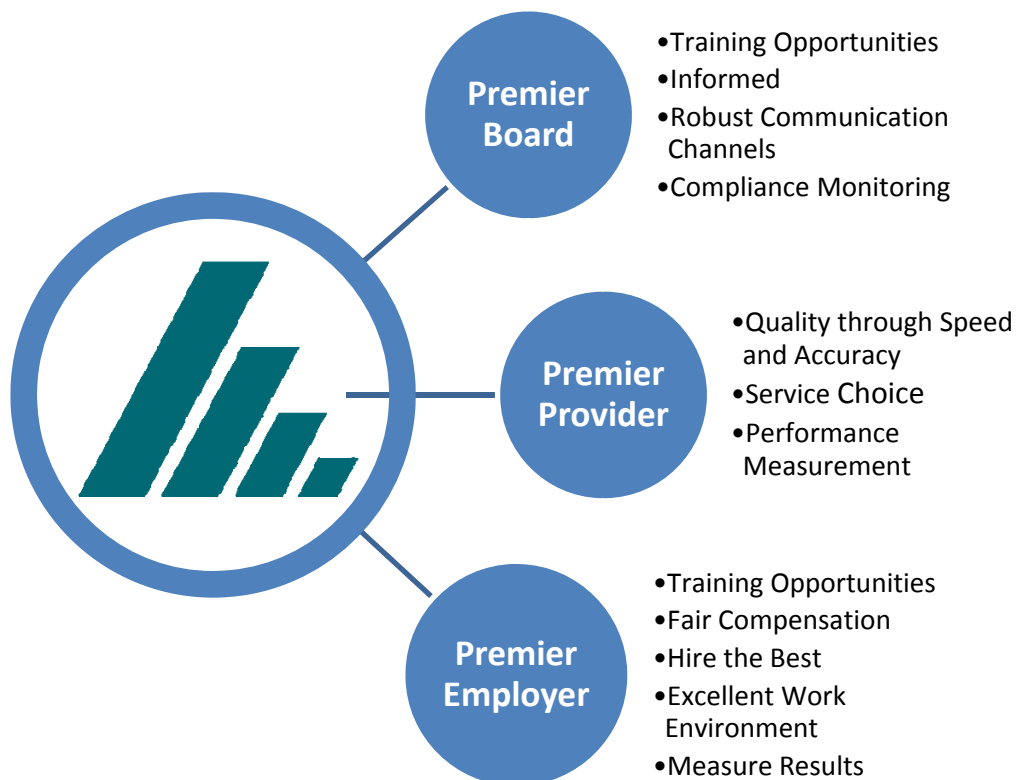 Premier
Board
•Training Opportunities
•Informed
•Robust Communication
Channels
•Compliance Monitoring
Premier
Provider
•Quality through Speed
and Accuracy
•Service Choice
•Performance
Measurement
Premier
Employer
•Training Opportunities
•Fair Compensation
•Hire the Best
•Excellent Work
Environment
•Measure Results